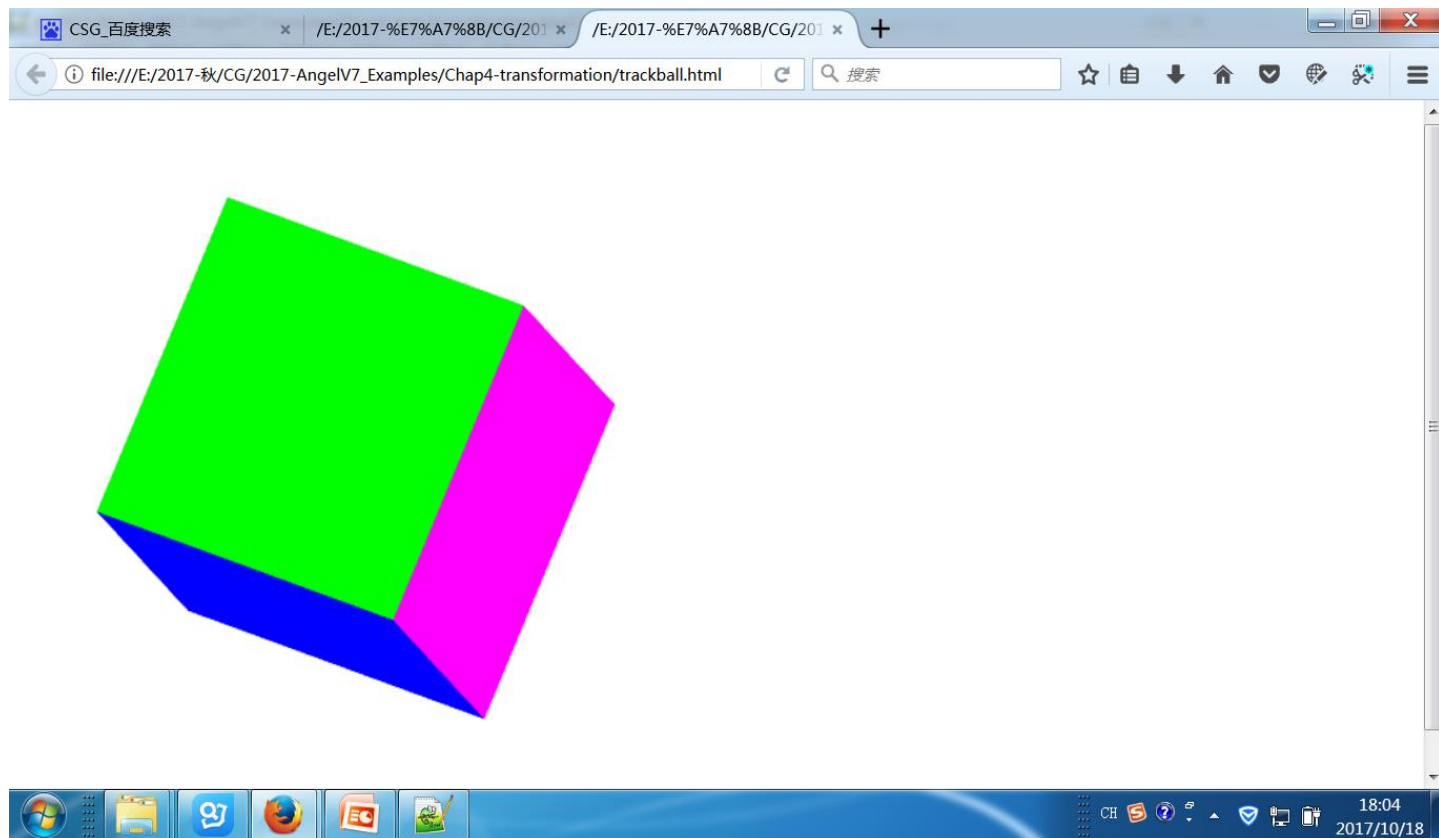 CSG_百度搜索
/E:/2017-%E7%A7%8B/CG/201
/E:/2017-%E7%A7%8B/CG/201
file:///E:/2017-秋/CG/2017-AngelV7_Examples/Chap4-transformation/trackball.html
搜索
CH
18:04
2017/10/18